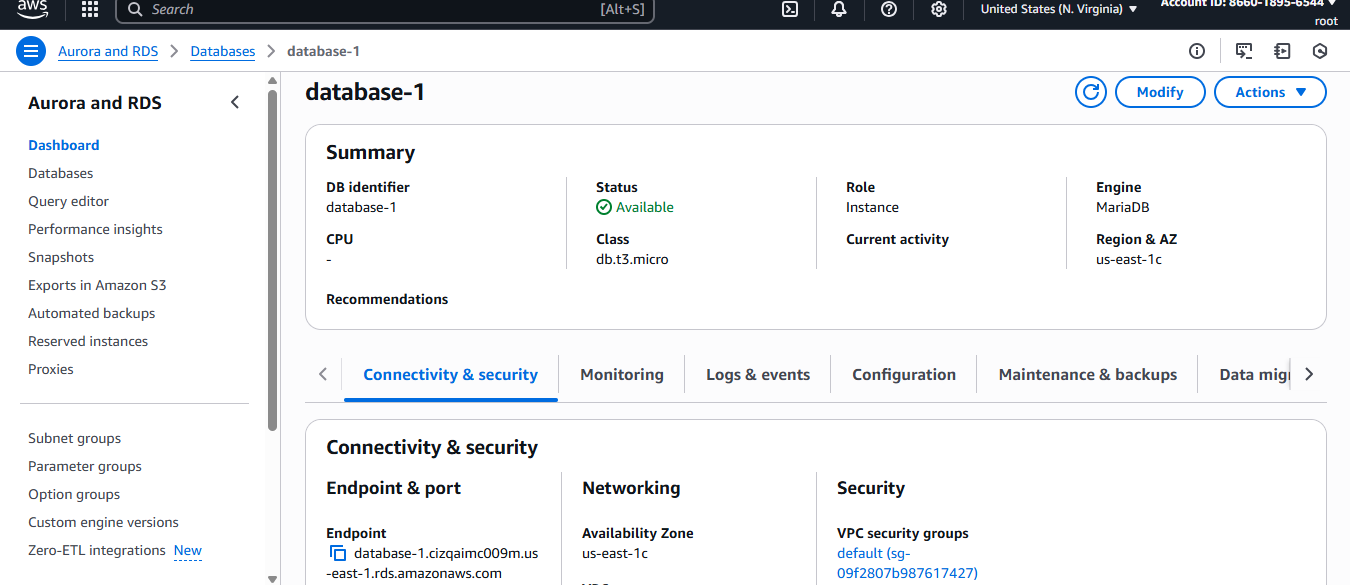 aws
Search [Alt+S]
United States (N. Virginia)
Account ID: 8660-1895-6544
root
Aurora and RDS
Databases
database-1
Aurora and RDS
Dashboard
Databases
Query editor
Performance insights
Snapshots
Exports in Amazon S3
Automated backups
Reserved instances
Proxies
Subnet groups
Parameter groups
Option groups
Custom engine versions
Zero-ETL integrations New
database-1
Modify
Actions
Summary
DB identifier
database-1
Status
Available
Role
Instance
Engine
MariaDB
CPU
-
Class
db.t3.micro
Current activity
Region & AZ
us-east-1c
Recommendations
Connectivity & security
Monitoring
Logs & events
Configuration
Maintenance & backups
Data mig
Connectivity & security
Endpoint & port
Endpoint
database-1.cizqaimc009m.us
-east-1.rds.amazonaws.com
Networking
Availability Zone
us-east-1c
Security
VPC security groups
default (sg-
09f2807b987617427)